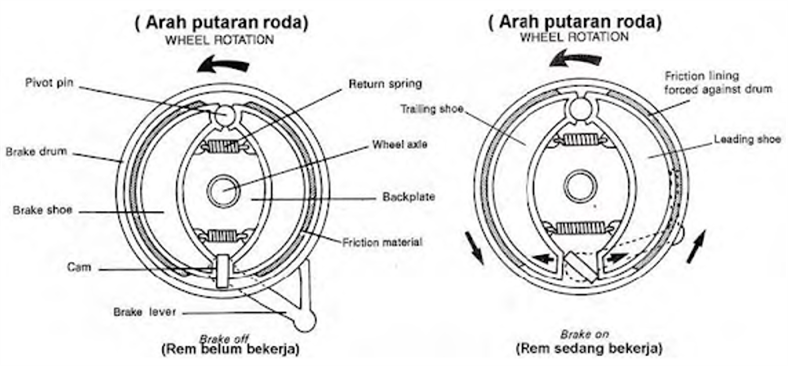 ( Arah putaran roda)
WHEEL ROTATION
Pivot pin
Return spring
Brake drum
Wheel axle
Brake shoe
Backplate
Cam
Friction material
Brake lever
Brake off
(Rem belum bekerja)
( Arah putaran roda)
WHEEL ROTATION
Friction lining
forced against drum
Trailing shoe
Leading shoe
Brake on
(Rem sedang bekerja)